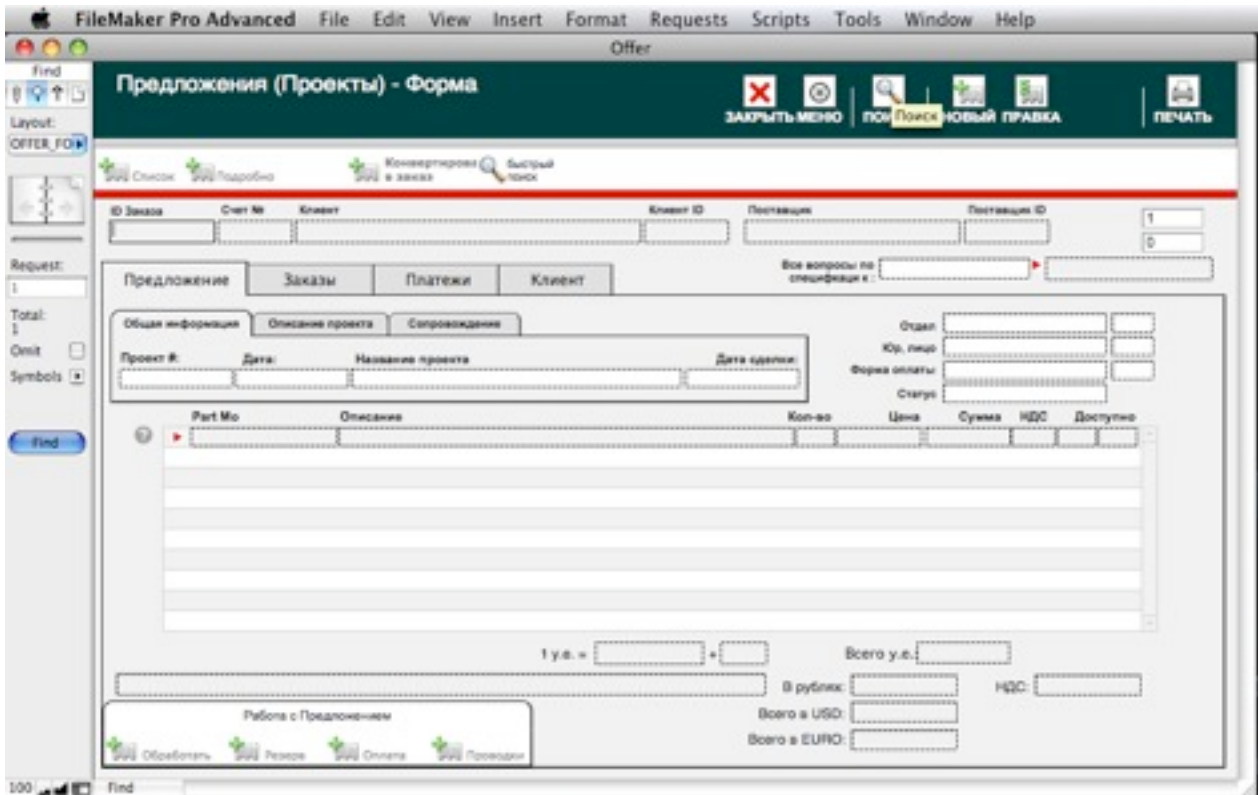 FileMaker Pro Advanced File Edit View Insert Format Requests Scripts Tools Window Help
Offer
Find
Предложения (Проекты) - Форма
ЗАКРЫТЬ МЕНЮ Поиск НОВЫЙ ПРАВКА ПЕЧАТЬ
Layout:
OFFER_FO
Список Подробно Конвертирова в заказ быстрый поиск
ID Заказа Счет № Клиент Клиент ID Поставщик Поставщик ID
1
0
Request:
1
Все вопросы по
спецификаци к :
Предложение Заказы Платежи Клиент
Total:
1
Omit
Symbols
Find
Общая информация Описание проекта Сопровождение
Проект #: Дата: Название проекта Дата сделки:
Отдел
Юр. лицо
Форма оплаты
Статус
Part Mo Описание Кол-во Цена Сумма НДС Доступно
1 у.е. = + Всего у.е.:
В рублях: НДС:
Всего в USD:
Всего в EURO:
Работа с Предложением
Обработать Резерв Оплата Проводки
100 Find